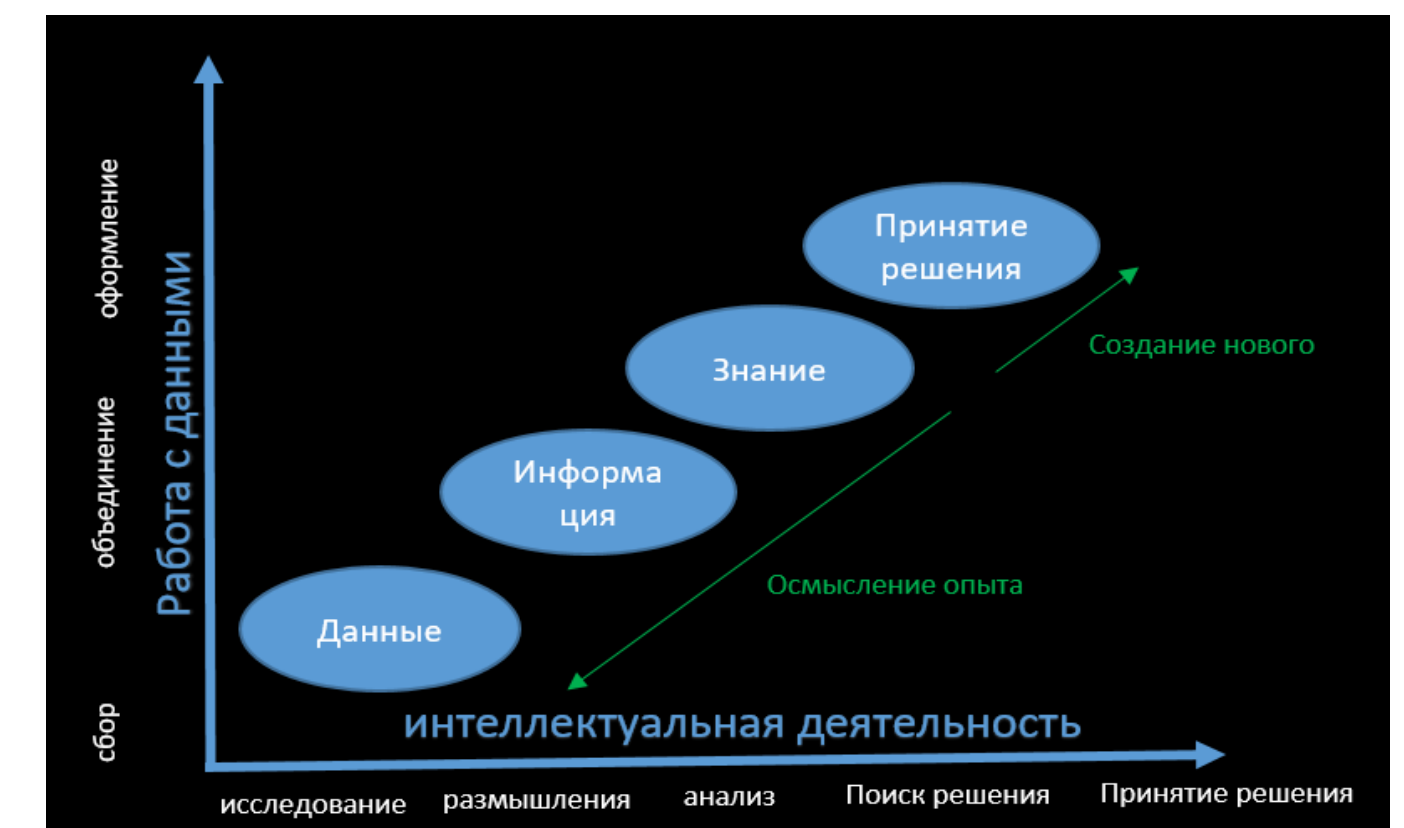 оформление
объединение
сбор
Работа с данными
Принятие
решения
Создание нового
Знание
Информа
ция
Осмысление опыта
Данные
интеллектуальная деятельность
исследование
размышления
анализ
Поиск решения
Принятие решения